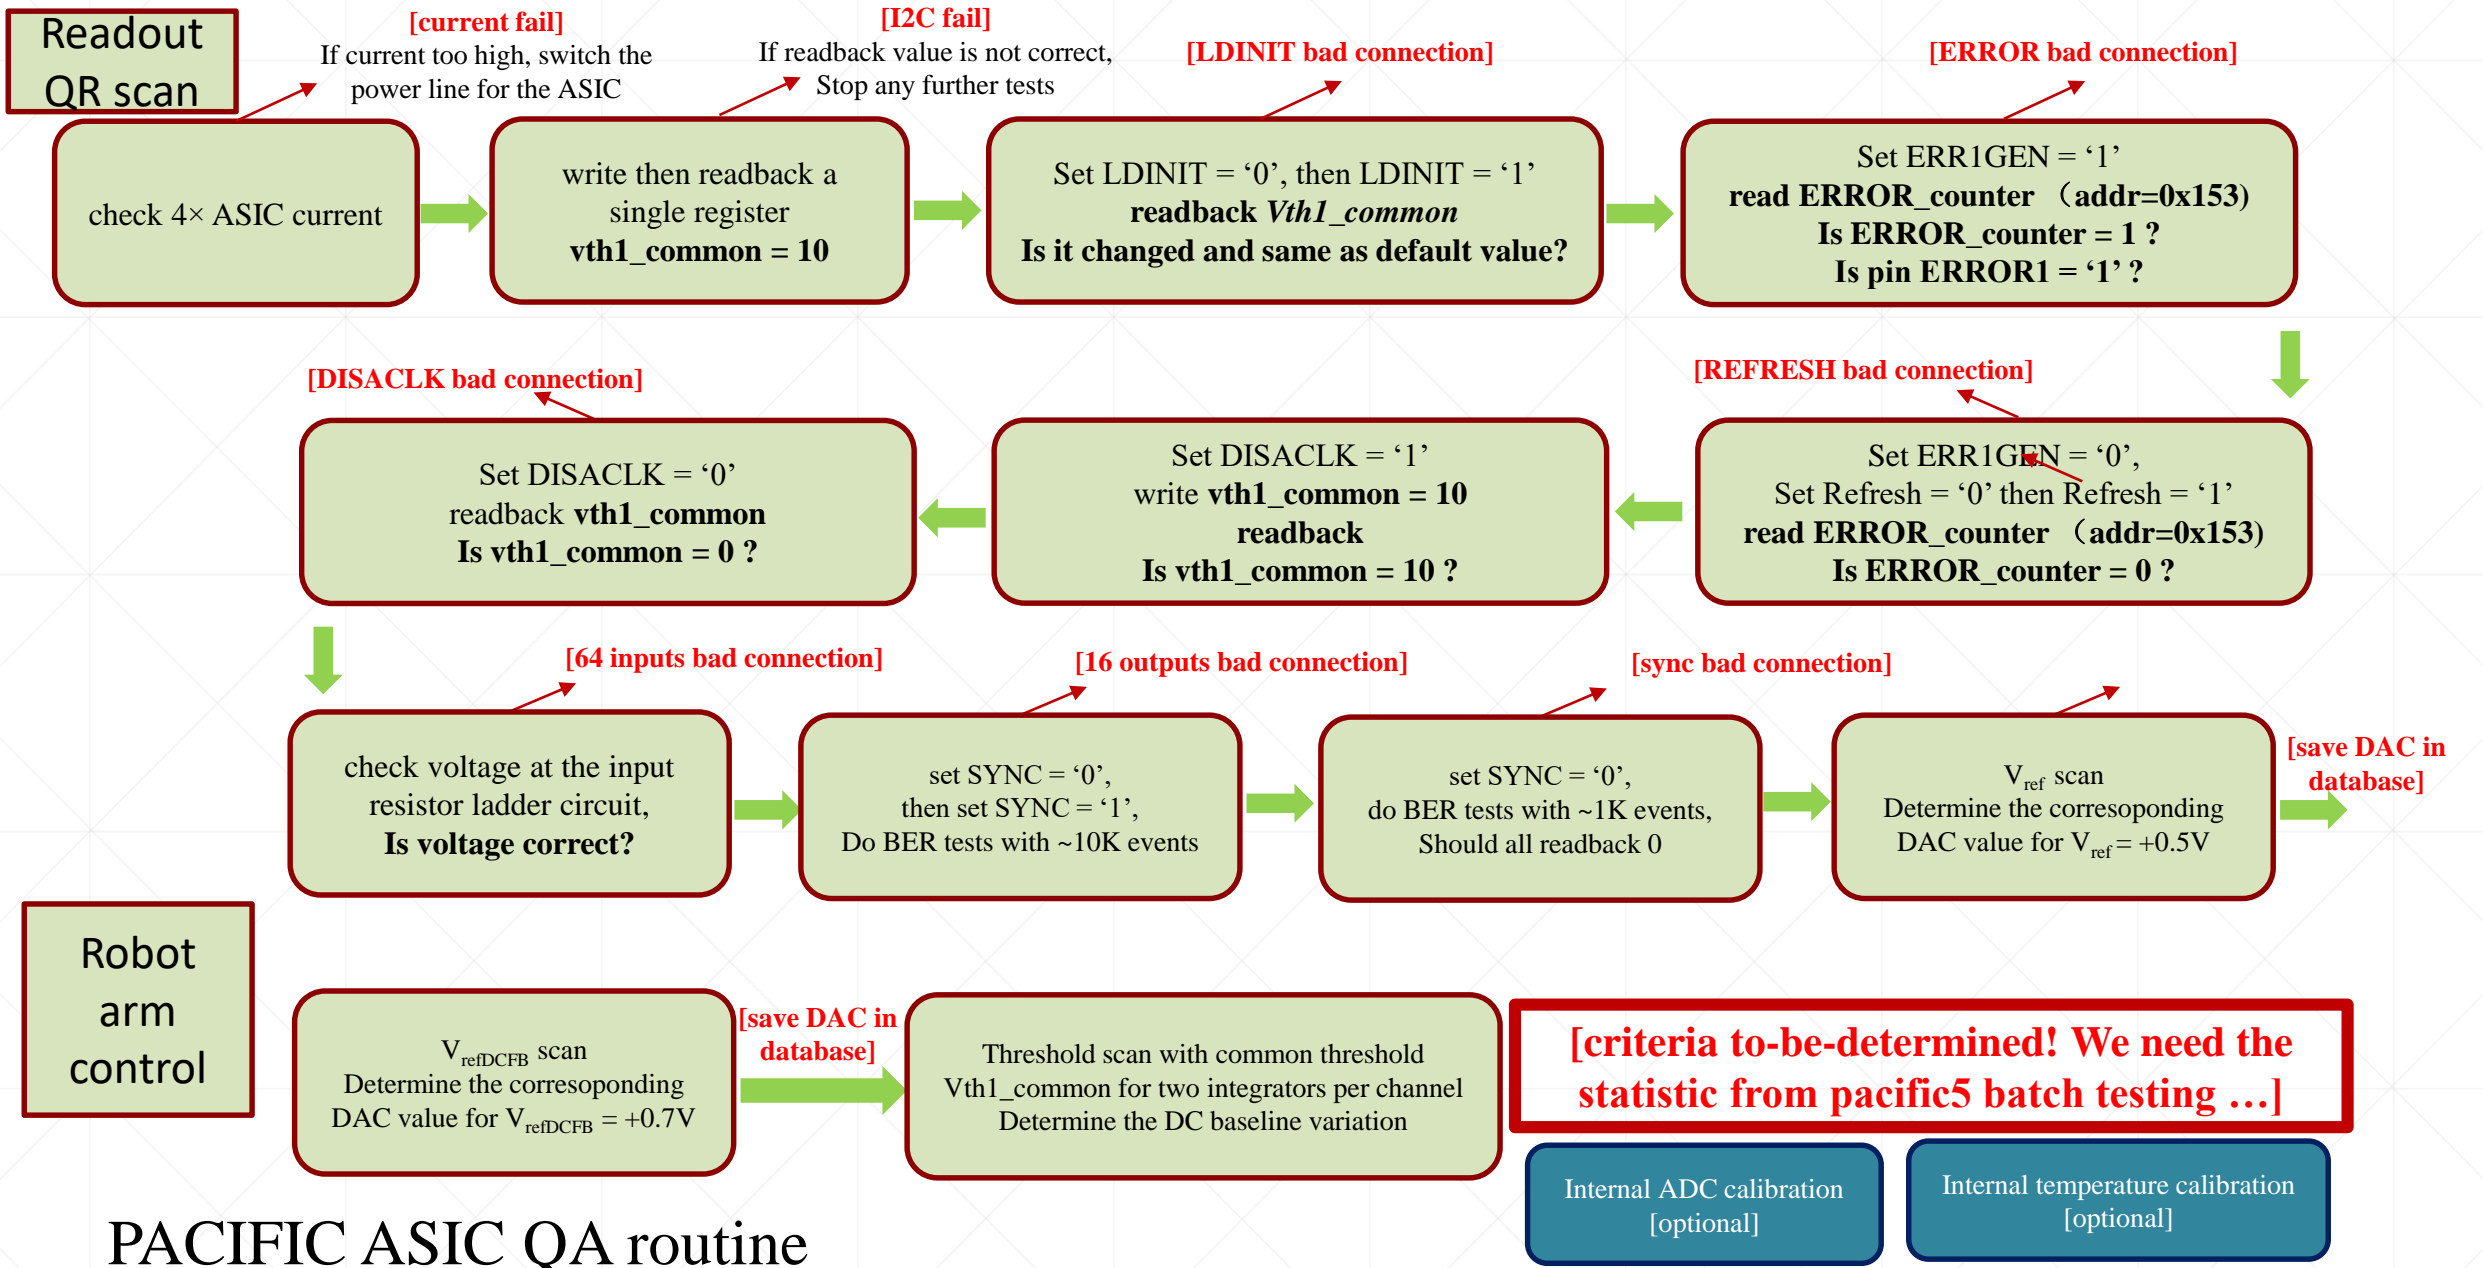 Readout
QR scan
[current fail]
If current too high, switch the
power line for the ASIC
[I2C fail]
If readback value is not correct,
Stop any further tests
[LDINIT bad connection]
[ERROR bad connection]
check 4× ASIC current
write then readback a
single register
vth1_common = 10
Set LDINIT = ‘0’, then LDINIT = ‘1’
readback Vth1_common
Is it changed and same as default value?
Set ERR1GEN = ‘1’
read ERROR_counter （addr=0x153)
Is ERROR_counter = 1 ?
Is pin ERROR1 = ‘1’ ?
[DISACLK bad connection]
[REFRESH bad connection]
Set DISACLK = ‘0’
readback vth1_common
Is vth1_common = 0 ?
Set DISACLK = ‘1’
write vth1_common = 10
readback
Is vth1_common = 10 ?
Set ERR1GEN = ‘0’,
Set Refresh = ‘0’ then Refresh = ‘1’
read ERROR_counter （addr=0x153)
Is ERROR_counter = 0 ?
[64 inputs bad connection]
[16 outputs bad connection]
[sync bad connection]
check voltage at the input
resistor ladder circuit,
Is voltage correct?
set SYNC = ‘0’,
then set SYNC = ‘1’,
Do BER tests with ~10K events
set SYNC = ‘0’,
do BER tests with ~1K events,
Should all readback 0
Vref scan
Determine the corresoponding
DAC value for Vref = +0.5V
[save DAC in
database]
Robot
arm
control
VrefDCFB scan
Determine the corresoponding
DAC value for VrefDCFB = +0.7V
[save DAC in
database]
Threshold scan with common threshold
Vth1_common for two integrators per channel
Determine the DC baseline variation
[criteria to-be-determined! We need the
statistic from pacific5 batch testing …]
Internal ADC calibration
[optional]
Internal temperature calibration
[optional]
PACIFIC ASIC QA routine